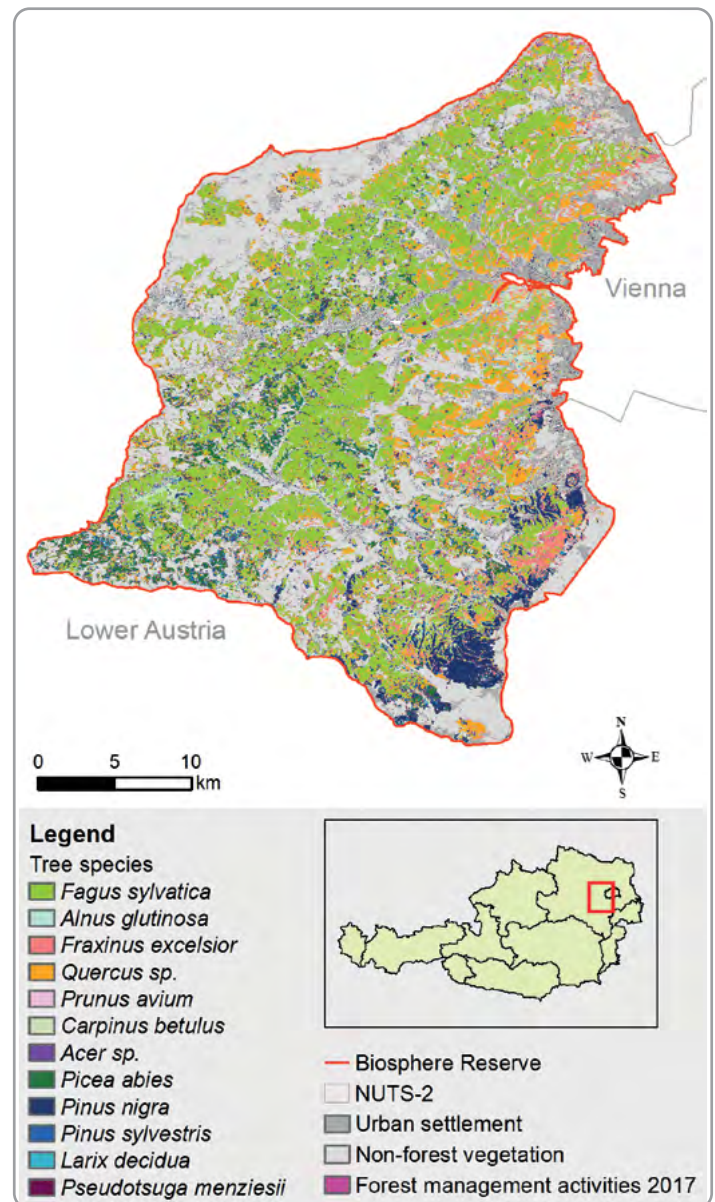 Vienna
Lower Austria
0 5 10
km
N
W E
S
Legend
Tree species
Fagus sylvatica
Alnus glutinosa
Fraxinus excelsior
Quercus sp.
Prunus avium
Carpinus betulus
Acer sp.
Picea abies
Pinus nigra
Pinus sylvestris
Larix decidua
Pseudotsuga menziesii
Biosphere Reserve
NUTS-2
Urban settlement
Non-forest vegetation
Forest management activities 2017